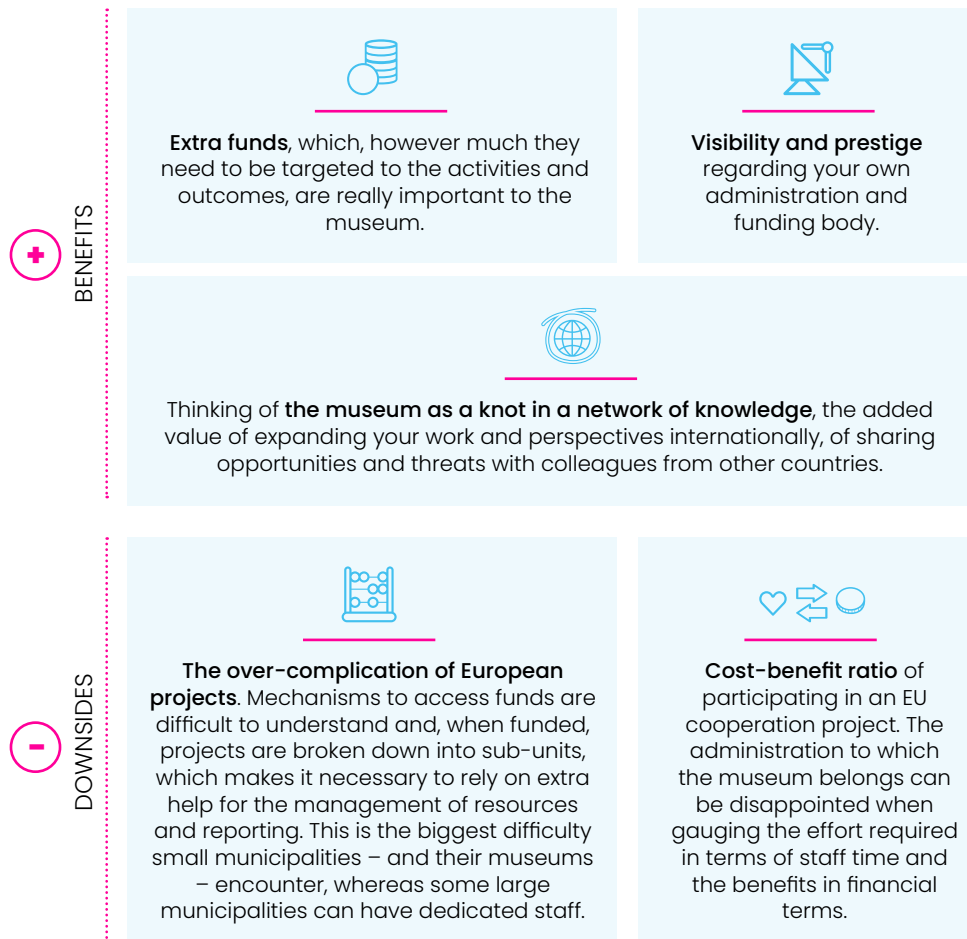 BENEFITS
Extra funds, which, however much they
need to be targeted to the activities and
outcomes, are really important to the
museum.
Visibility and prestige
regarding your own
administration and
funding body.
Thinking of the museum as a knot in a network of knowledge, the added
value of expanding your work and perspectives internationally, of sharing
opportunities and threats with colleagues from other countries.
DOWNSIDES
The over-complication of European
projects. Mechanisms to access funds are
difficult to understand and, when funded,
projects are broken down into sub-units,
which makes it necessary to rely on extra
help for the management of resources
and reporting. This is the biggest difficulty
small municipalities – and their museums
– encounter, whereas some large
municipalities can have dedicated staff.
Cost-benefit ratio of
participating in an EU
cooperation project. The
administration to which
the museum belongs can
be disappointed when
gauging the effort required
in terms of staff time and
the benefits in financial
terms.